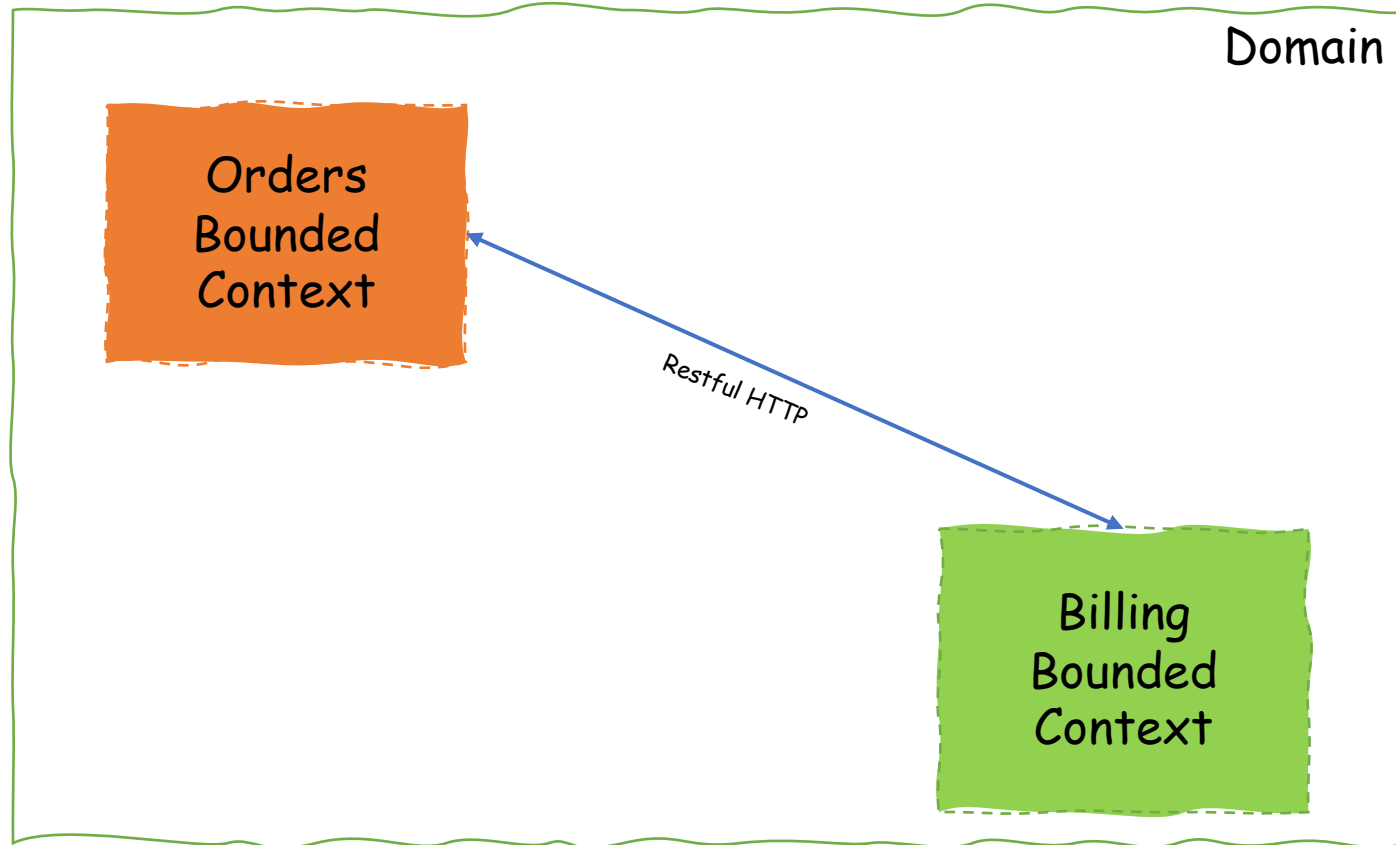 Domain
Orders
Bounded
Context
Restful HTTP
Billing
Bounded
Context